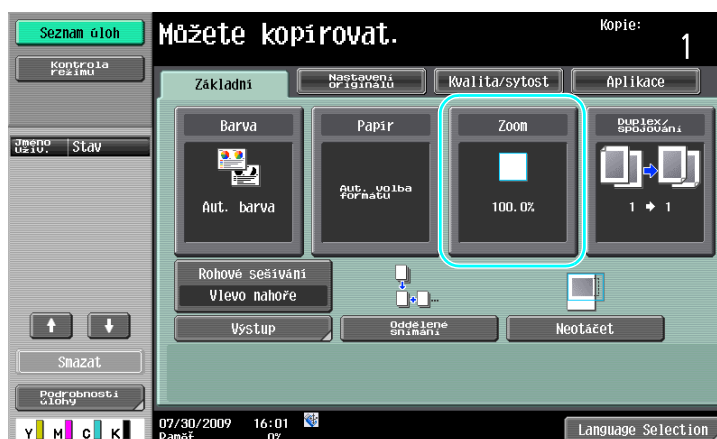 Seznam úloh
Můžete kopírovat.
Kopie:
1
Kontrola
režimu
Základní
Nastavení
originálu
Kvalita/sytost
Aplikace
Barva
Papír
Zoom
Duplex/
spojování
Jméno
uživ.
Stav
Aut. barva
Aut. volba
formátu
100.0%
1 → 1
Rohové sešívání
Vlevo nahoře
Výstup
Oddělené
snímání
Neotáčet
Smazat
Podrobnosti
úlohy
Y M C K
07/30/2009 16:01
Paměť 0%
Language Selection